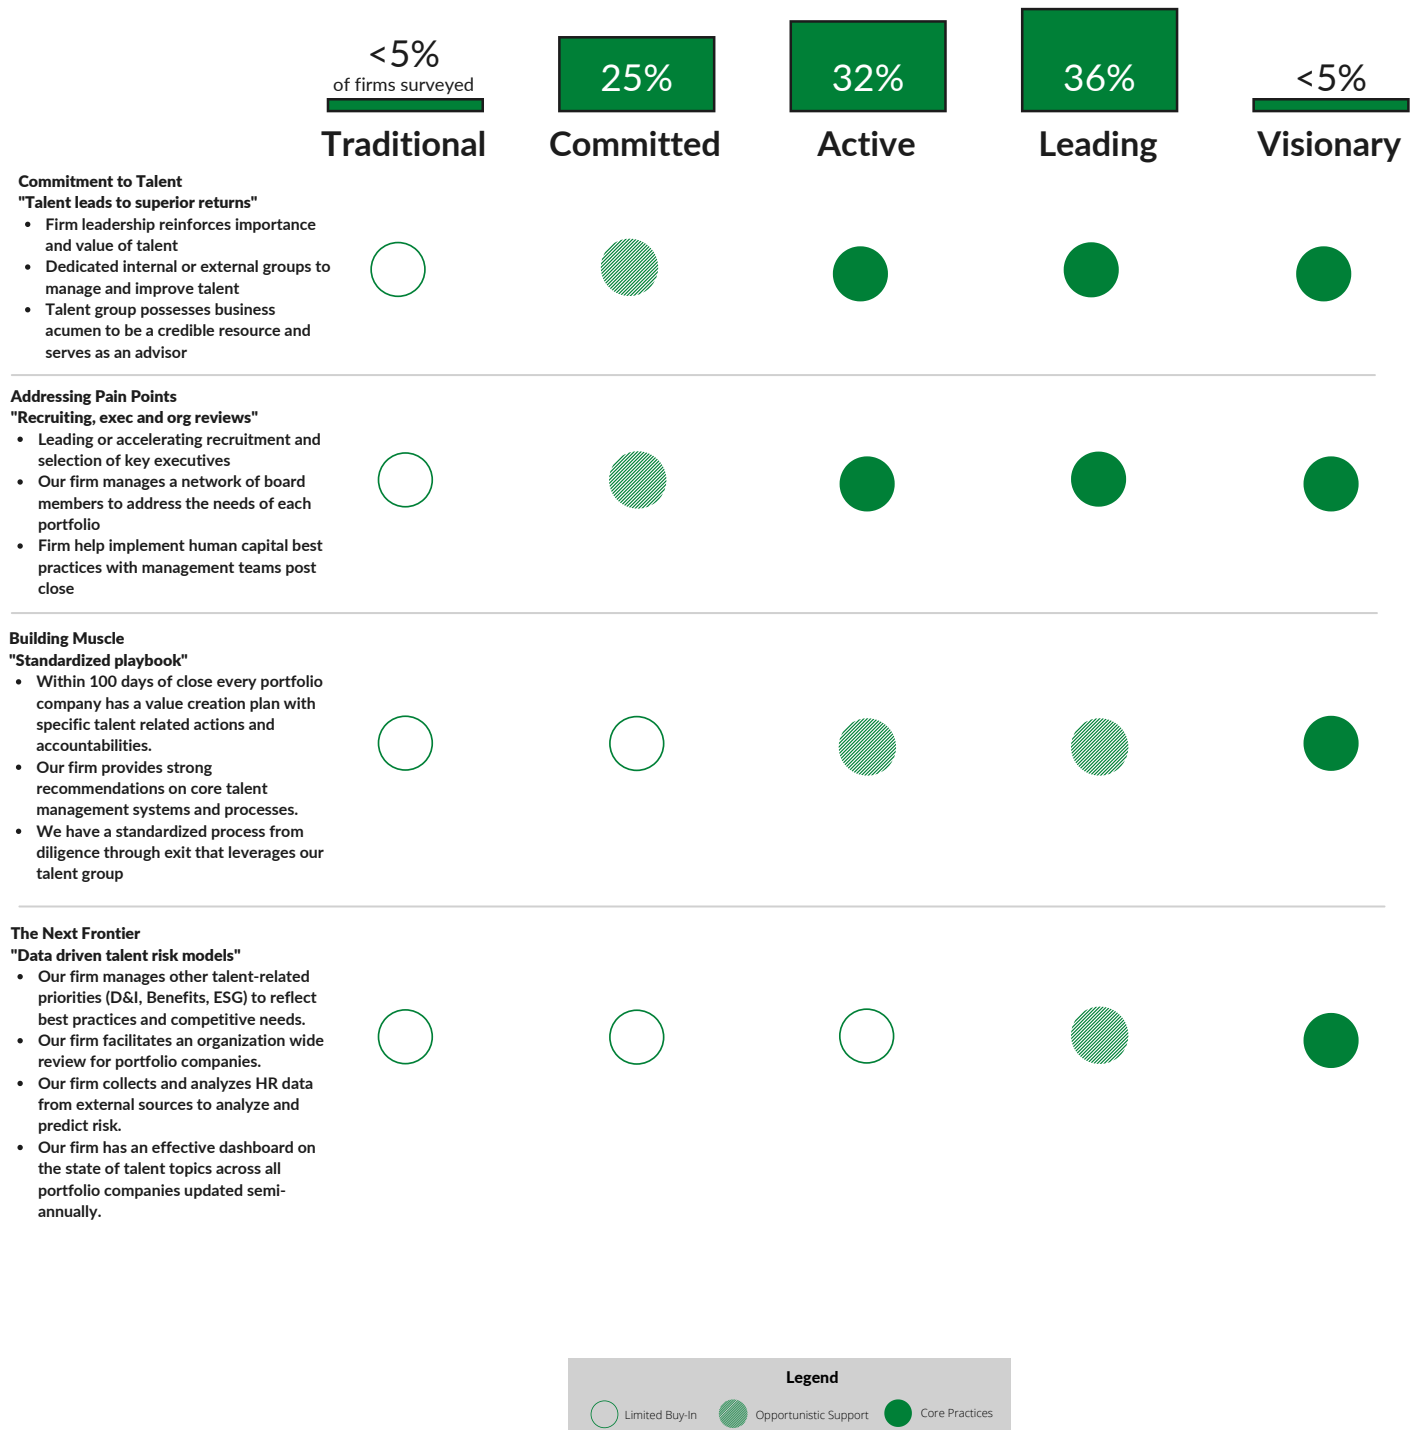 <5%
of firms surveyed
25%
32%
36%
<5%
Traditional
Committed
Active
Leading
Visionary
Commitment to Talent
"Talent leads to superior returns"
• Firm leadership reinforces importance
and value of talent
• Dedicated internal or external groups to
manage and improve talent
• Talent group possesses business
acumen to be a credible resource and
serves as an advisor
Addressing Pain Points
"Recruiting, exec and org reviews"
• Leading or accelerating recruitment and
selection of key executives
• Our firm manages a network of board
members to address the needs of each
portfolio
• Firm help implement human capital best
practices with management teams post
close
Building Muscle
"Standardized playbook"
• Within 100 days of close every portfolio
company has a value creation plan with
specific talent related actions and
accountabilities.
• Our firm provides strong
recommendations on core talent
management systems and processes.
• We have a standardized process from
diligence through exit that leverages our
talent group
The Next Frontier
"Data driven talent risk models"
• Our firm manages other talent-related
priorities (D&I, Benefits, ESG) to reflect
best practices and competitive needs.
• Our firm facilitates an organization wide
review for portfolio companies.
• Our firm collects and analyzes HR data
from external sources to analyze and
predict risk.
• Our firm has an effective dashboard on
the state of talent topics across all
portfolio companies updated semi-
annually.
Legend
Limited Buy-In
Opportunistic Support
Core Practices